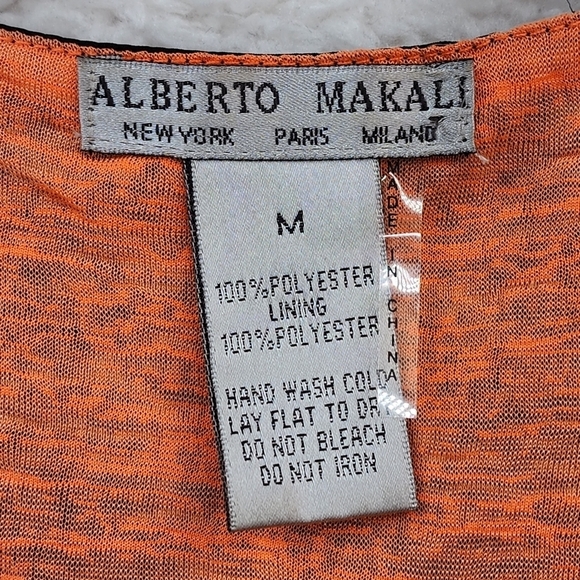 ALBERTO MAKALI
NEW YORK PARIS MILANO
M
100%POLYESTER
LINING
100%POLYESTER
HAND WASH COLD
LAY FLAT TO DR
DO NOT BLEACH
DO NOT IRON
MADE IN CHINA